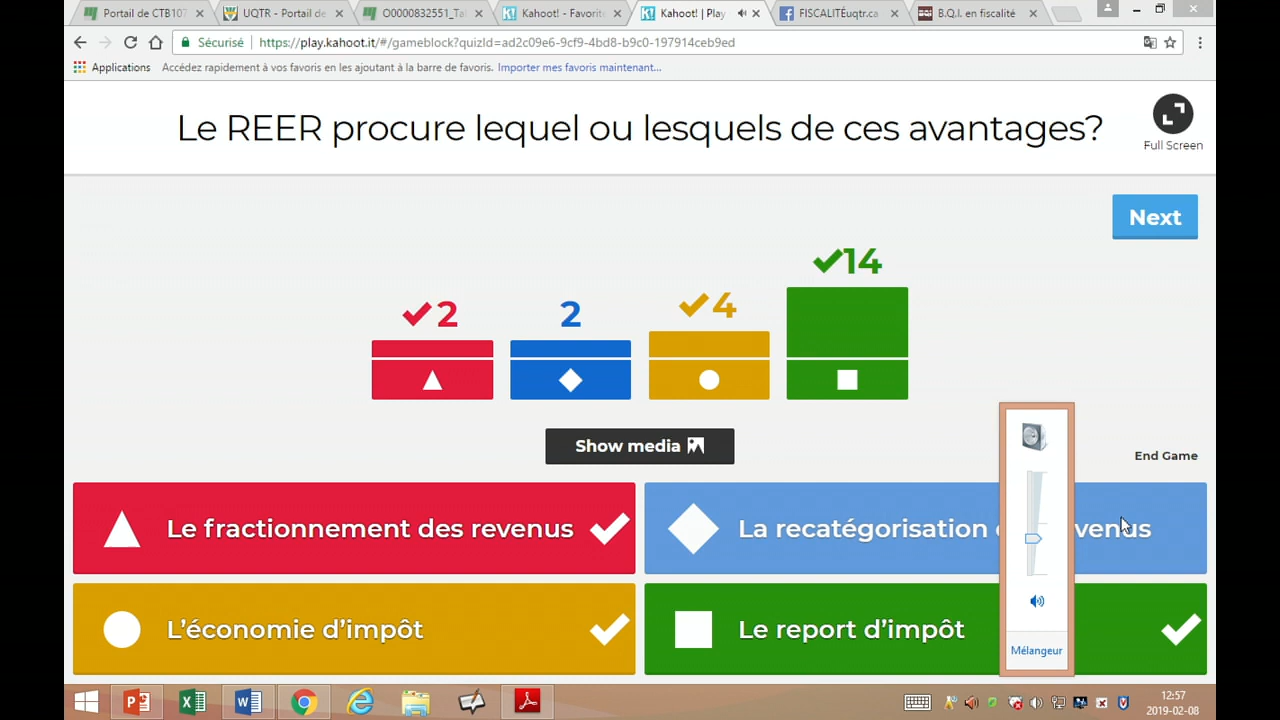 Portail de CTB107
UQTR - Portail de
O0000832551_Ta
Kahoot! - Favorite
Kahoot! | Play
FISCALITÉuqtr.ca
B.Q.I. en fiscalité
Sécurisé
https://play.kahoot.it/#/gameblock?quizId=ad2c09e6-9cf9-4bd8-b9c0-197914ceb9ed
Applications
Accédez rapidement à vos favoris en les ajoutant à la barre de favoris. Importer mes favoris maintenant...
Le REER procure lequel ou lesquels de ces avantages?
Full Screen
Next
2
2
4
14
Show media
End Game
Le fractionnement des revenus
La recatégorisation
L'économie d'impôt
Le report d'impôt
Mélangeur
12:57
2019-02-08